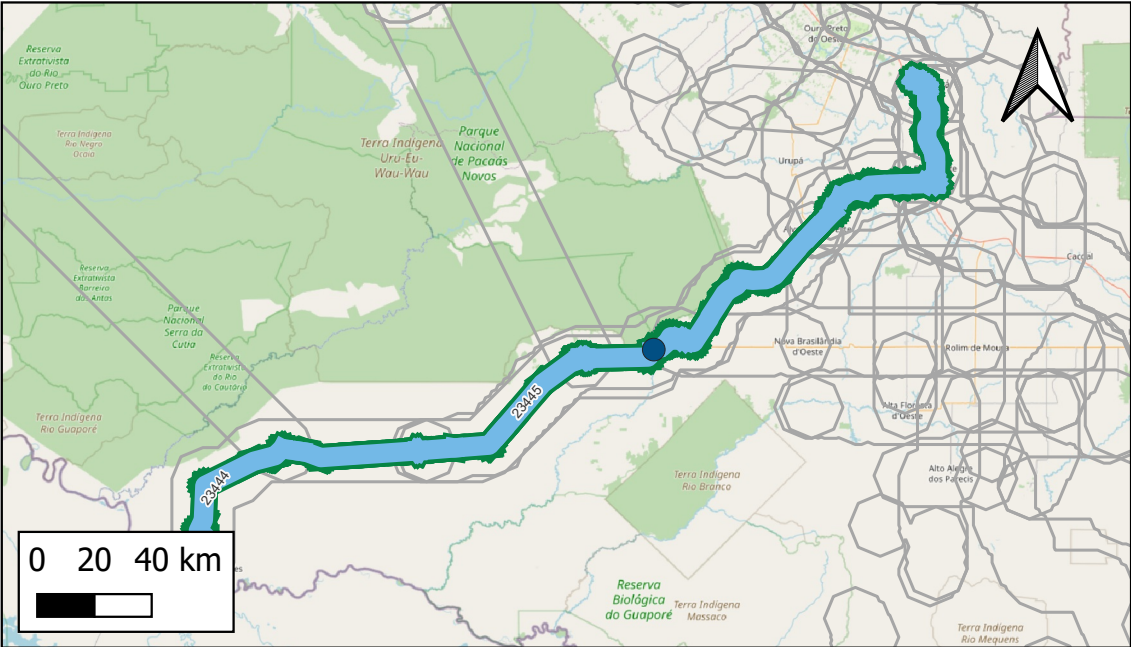 Reserva
Extrativista
do Rio
Ouro Preto
Ouro Preto
do Oeste
Terra Indígena
Rio Negro
Ocaia
Terra Indígena
Uru-Eu-
Wau-Wau
Parque
Nacional
de Pacaás
Novos
Urupá
Cacoal
Reserva
Extrativista
Barreiro
das Antas
Parque
Nacional
Serra da
Cutia
Reserva
Extrativista
do Rio
do Cautário
Nova Brasilândia
d'Oeste
Rolim de Moura
Terra Indígena
Rio Guaporé
23445
23444
Alta Floresta
d'Oeste
Alto Alegre
dos Parecis
Terra Indígena
Rio Branco
0 20 40 km
Reserva
Biológica
do Guaporé
Terra Indígena
Massaco
Terra Indígena
Rio Mequens